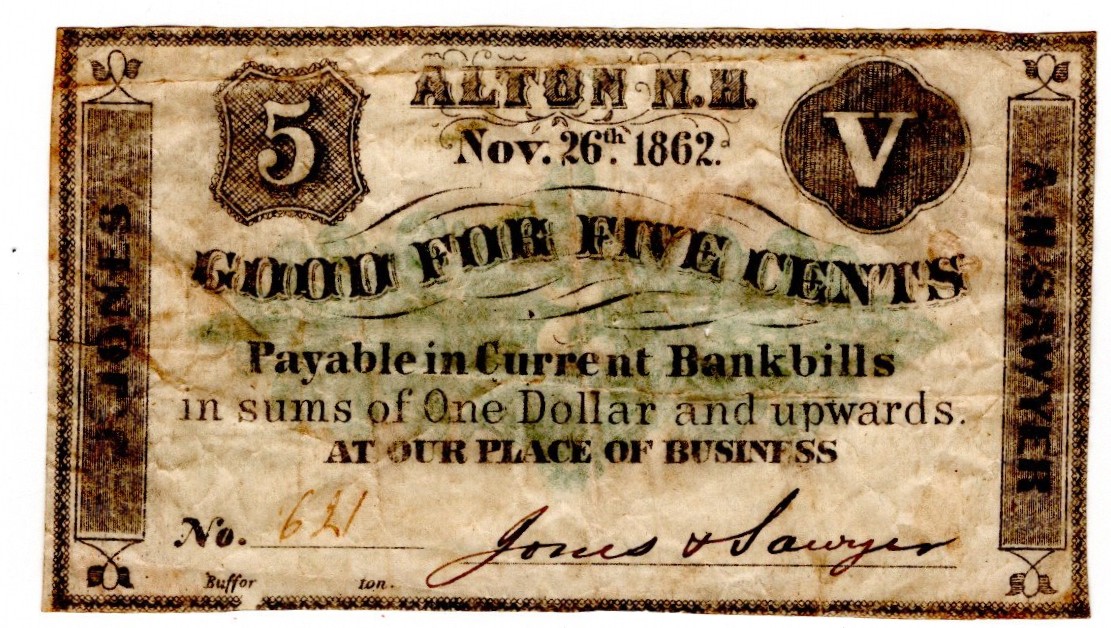 ALTON N.H.
5
V
Nov. 26th. 1862.
GOOD FOR FIVE CENTS
Payable in Current Bankbills
in sums of One Dollar and upwards.
AT OUR PLACE OF BUSINESS
No. 621
Jones & Sawyer
Buffor ton.
JONES
A.H. SAWYER